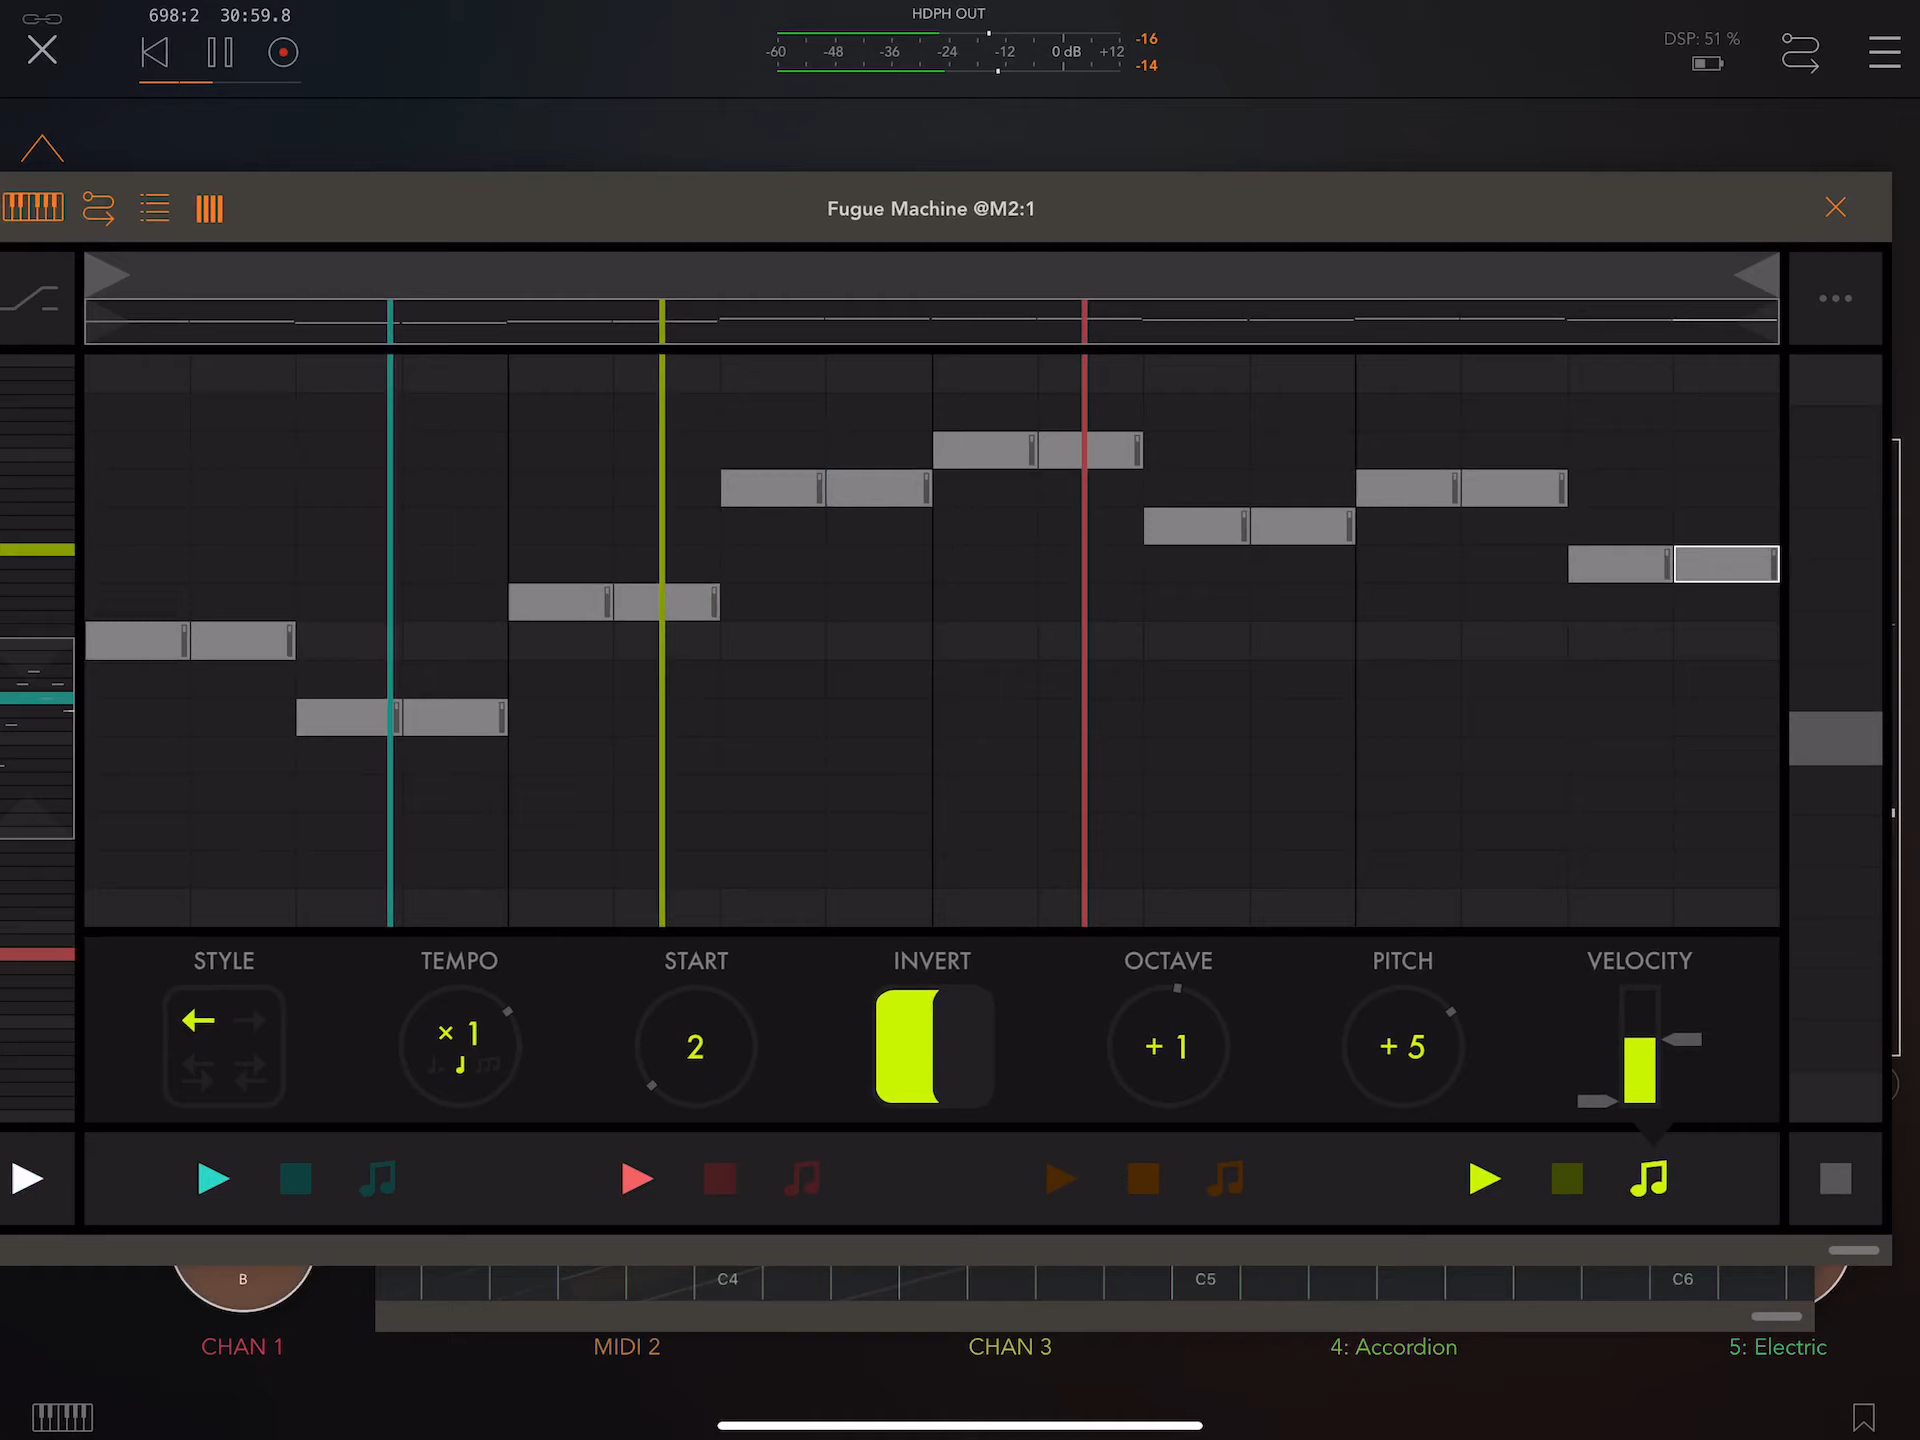 698:2 30:59.8
HDPH OUT
-60 -48 -36 -24 -12 0 dB +12
-16
-14
DSP: 51 %
Fugue Machine @M2:1
STYLE TEMPO START INVERT OCTAVE PITCH VELOCITY
× 1 2 + 1 + 5
B C4 C5 C6
CHAN 1 MIDI 2 CHAN 3 4: Accordion 5: Electric